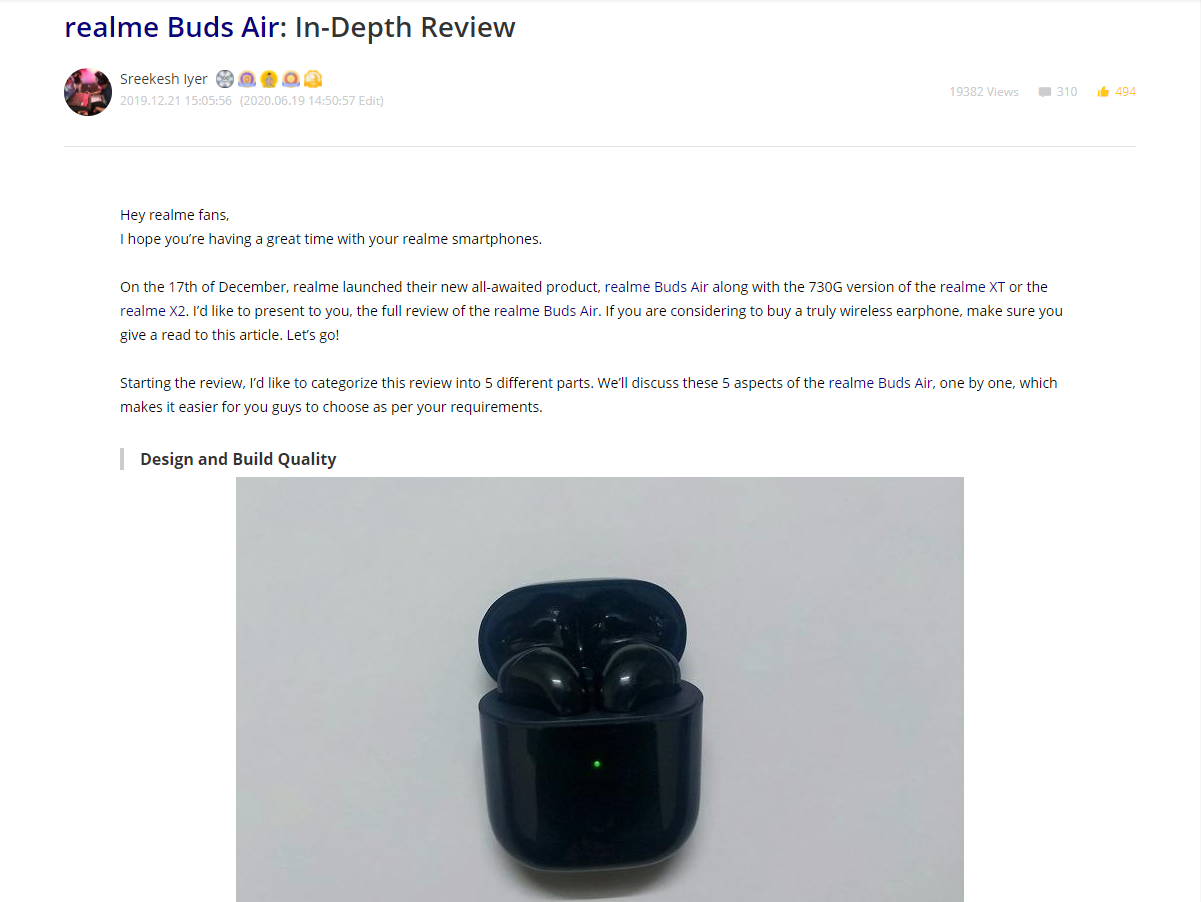 realme Buds Air: In-Depth Review
Sreekesh Iyer
2019.12.21 15:05:56 (2020.06.19 14:50:57 Edit)
19382 Views 310 494
Hey realme fans,
I hope you’re having a great time with your realme smartphones.
On the 17th of December, realme launched their new all-awaited product, realme Buds Air along with the 730G version of the realme XT or the
realme X2. I’d like to present to you, the full review of the realme Buds Air. If you are considering to buy a truly wireless earphone, make sure you
give a read to this article. Let’s go!
Starting the review, I’d like to categorize this review into 5 different parts. We’ll discuss these 5 aspects of the realme Buds Air, one by one, which
makes it easier for you guys to choose as per your requirements.
Design and Build Quality